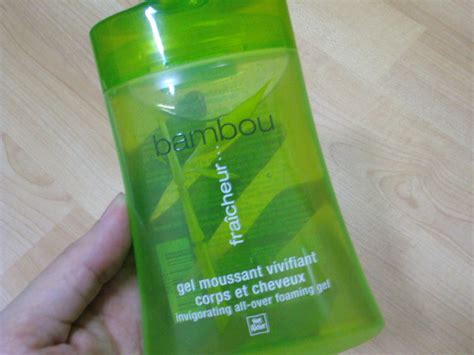 bambou
fraîcheur...
gel moussant vivifiant
corps et cheveux
invigorating all-over foaming gel